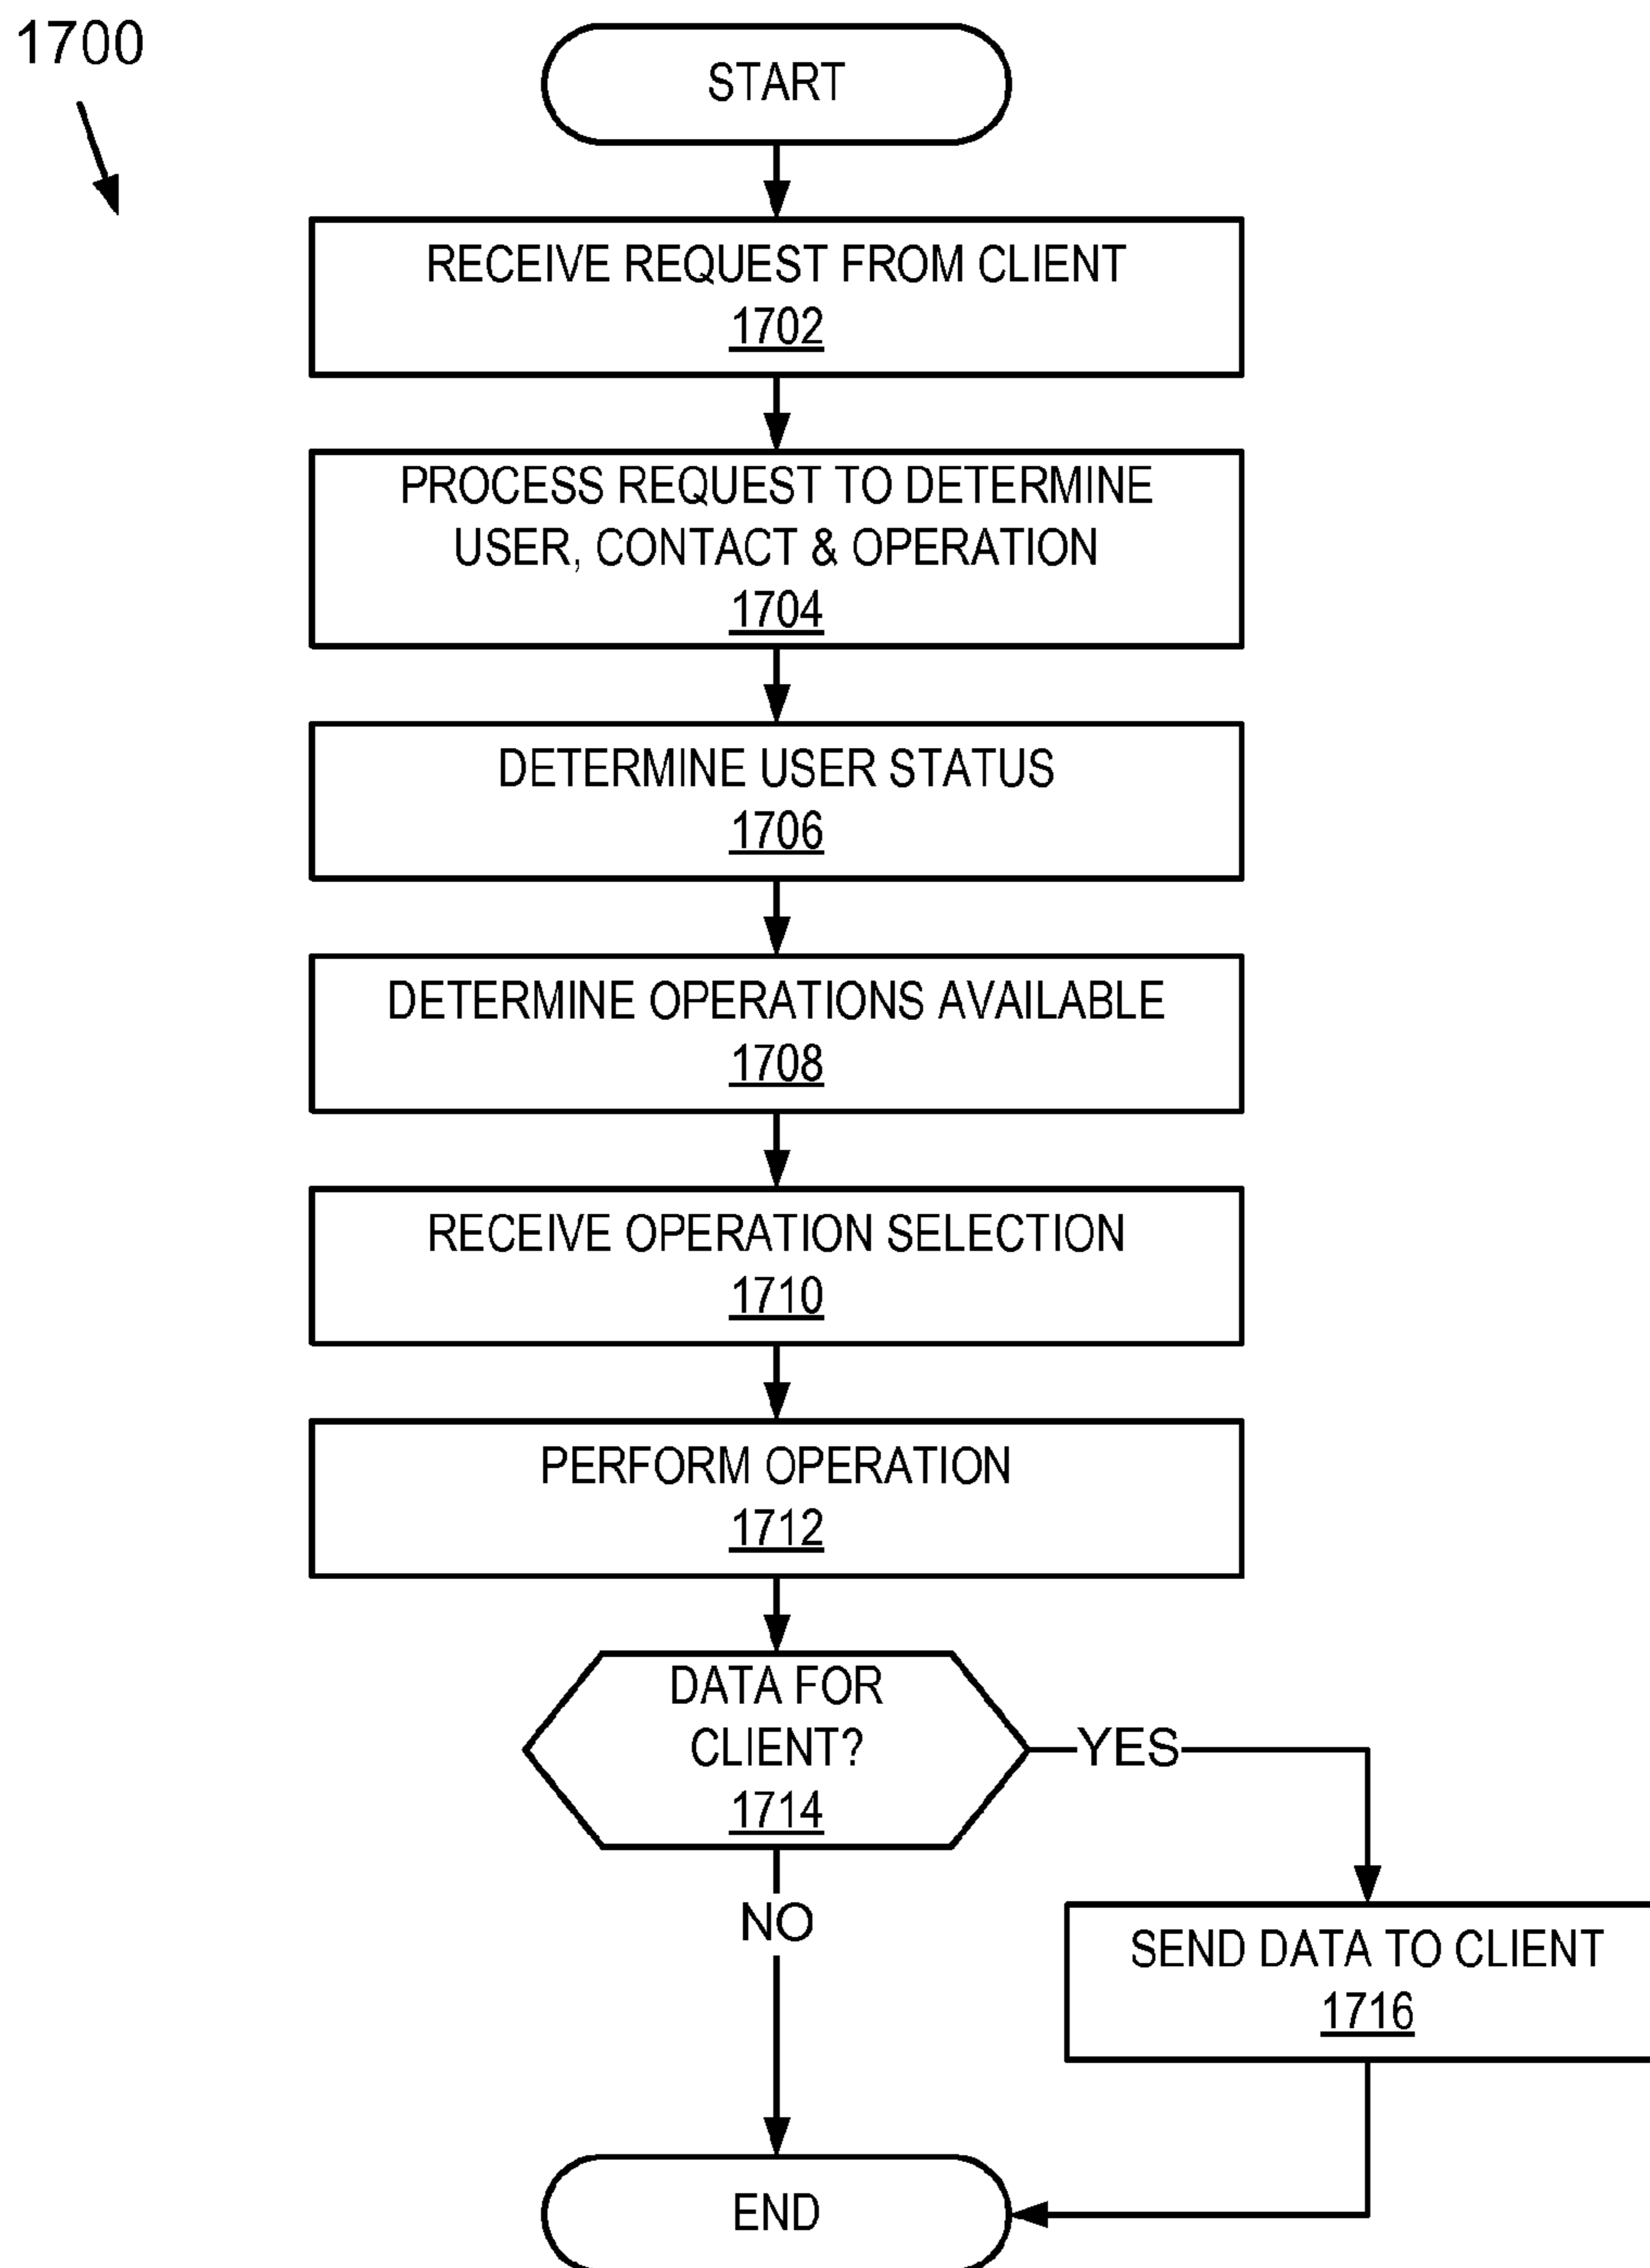 1700
START
RECEIVE REQUEST FROM CLIENT
1702
PROCESS REQUEST TO DETERMINE
USER, CONTACT & OPERATION
1704
DETERMINE USER STATUS
1706
DETERMINE OPERATIONS AVAILABLE
1708
RECEIVE OPERATION SELECTION
1710
PERFORM OPERATION
1712
DATA FOR
CLIENT?
1714
YES
NO
SEND DATA TO CLIENT
1716
END